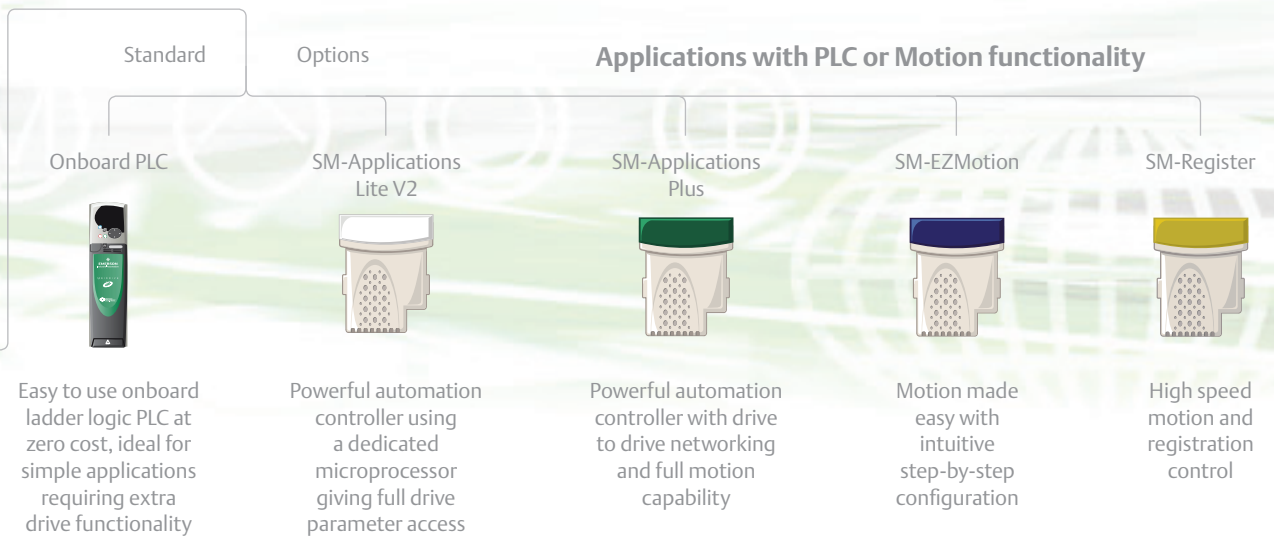 Standard
Options
Applications with PLC or Motion functionality
Onboard PLC
SM-Applications
Lite V2
SM-Applications
Plus
SM-EZMotion
SM-Register
Easy to use onboard
ladder logic PLC at
zero cost, ideal for
simple applications
requiring extra
drive functionality
Powerful automation
controller using
a dedicated
microprocessor
giving full drive
parameter access
Powerful automation
controller with drive
to drive networking
and full motion
capability
Motion made
easy with
intuitive
step-by-step
configuration
High speed
motion and
registration
control